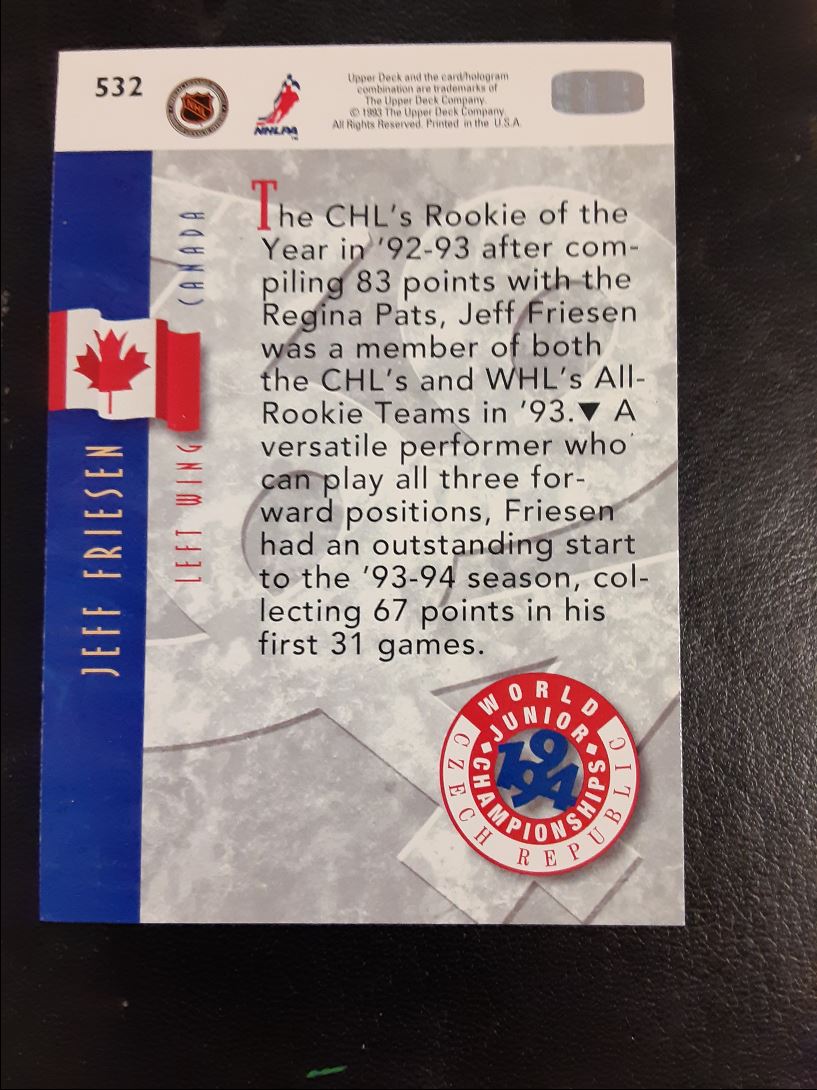 532
NHL
NHLPA
TM
Upper Deck and the card/hologram
combination are trademarks of
The Upper Deck Company.
© 1993 The Upper Deck Company.
All Rights Reserved. Printed in the U.S.A.
The CHL's Rookie of the
Year in '92-93 after com-
piling 83 points with the
Regina Pats, Jeff Friesen
was a member of both
the CHL's and WHL's All-
Rookie Teams in '93.▼ A
versatile performer who
can play all three for-
ward positions, Friesen
had an outstanding start
to the '93-94 season, col-
lecting 67 points in his
first 31 games.
CANADA
LEFT WING
JEFF FRIESEN
WORLD
JUNIOR
CHAMPIONSHIPS
1994
CZECH REPUBLIC